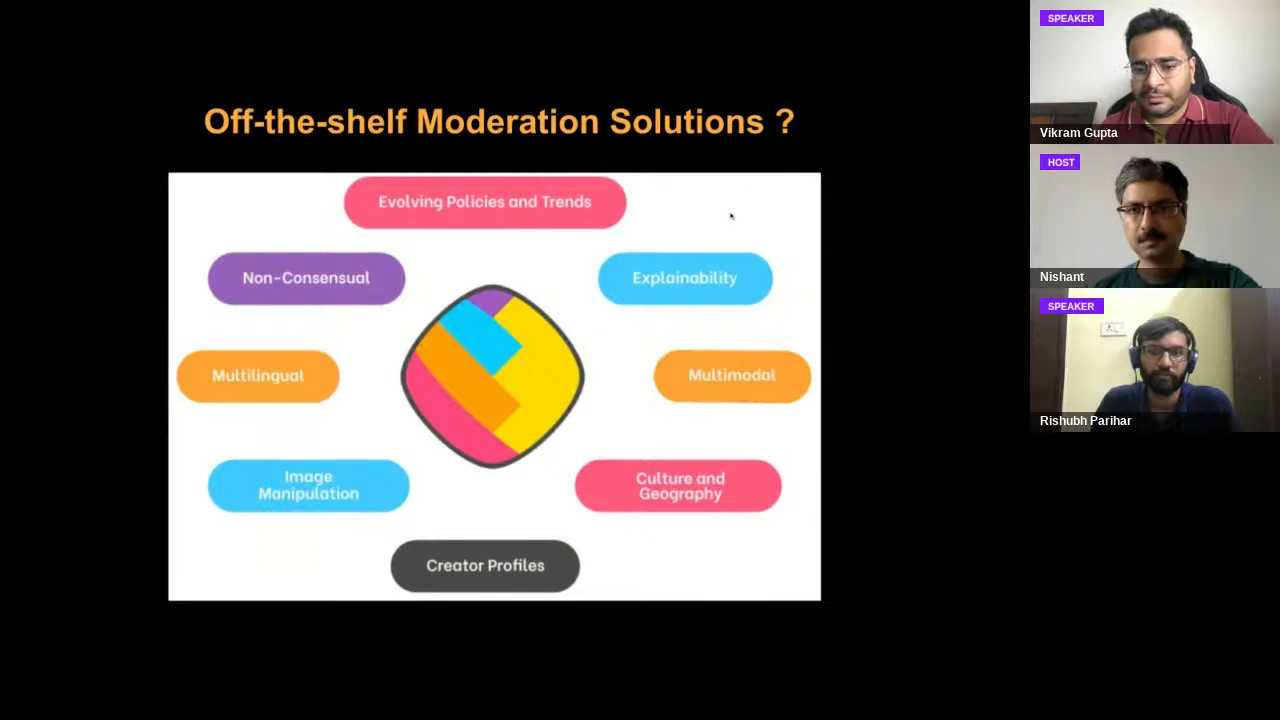 Off-the-shelf Moderation Solutions ?
Evolving Policies and Trends
Non-Consensual
Explainability
Multilingual
Multimodal
Image
Manipulation
Culture and
Geography
Creator Profiles
SPEAKER
Vikram Gupta
HOST
Nishant
SPEAKER
Rishubh Parihar